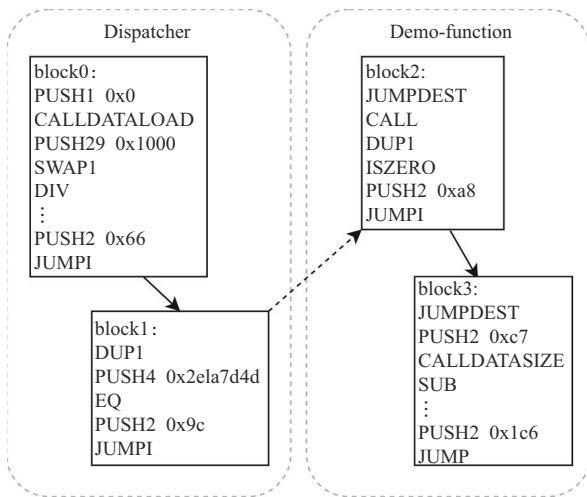 Dispatcher
block0:
PUSH1 0x0
CALLDATALOAD
PUSH29 0x1000
SWAP1
DIV
⋮
PUSH2 0x66
JUMPI
block1:
DUP1
PUSH4 0x2ela7d4d
EQ
PUSH2 0x9c
JUMPI
Demo-function
block2:
JUMPDEST
CALL
DUP1
ISZERO
PUSH2 0xa8
JUMPI
block3:
JUMPDEST
PUSH2 0xc7
CALLDATASIZE
SUB
⋮
PUSH2 0x1c6
JUMP